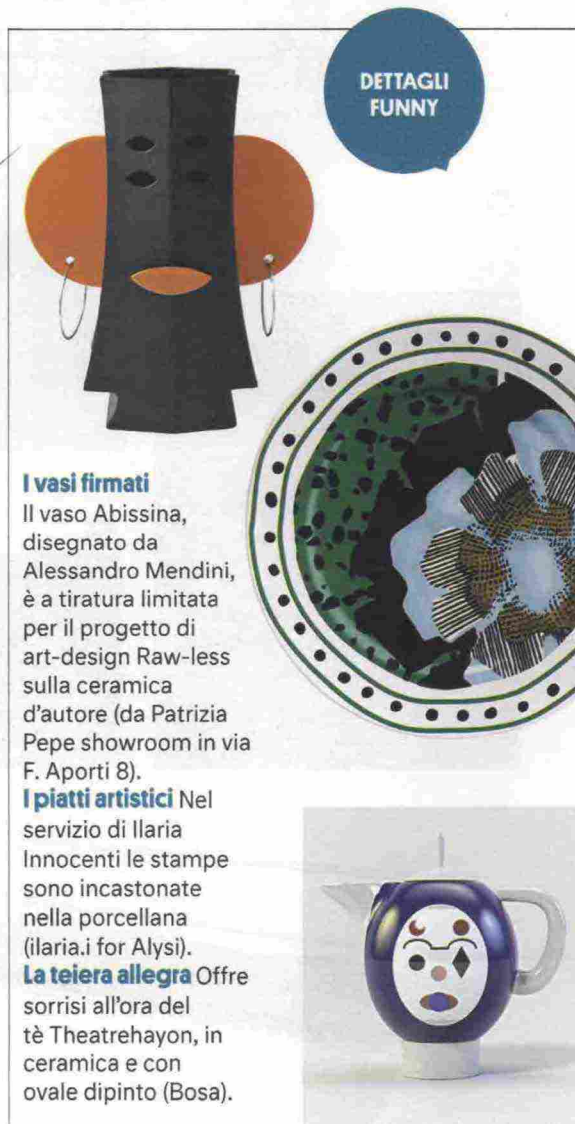 DETTAGLI
FUNNY
I vasi firmati
Il vaso Abissina,
disegnato da
Alessandro Mendini,
è a tiratura limitata
per il progetto di
art-design Raw-less
sulla ceramica
d'autore (da Patrizia
Pepe showroom in via
F. Aporti 8).
I piatti artistici Nel
servizio di Ilaria
Innocenti le stampe
sono incastonate
nella porcellana
(ilaria.i for Alysi).
La teiera allegra Offre
sorrisi all'ora del
tè Theatrehayon, in
ceramica e con
ovale dipinto (Bosa).